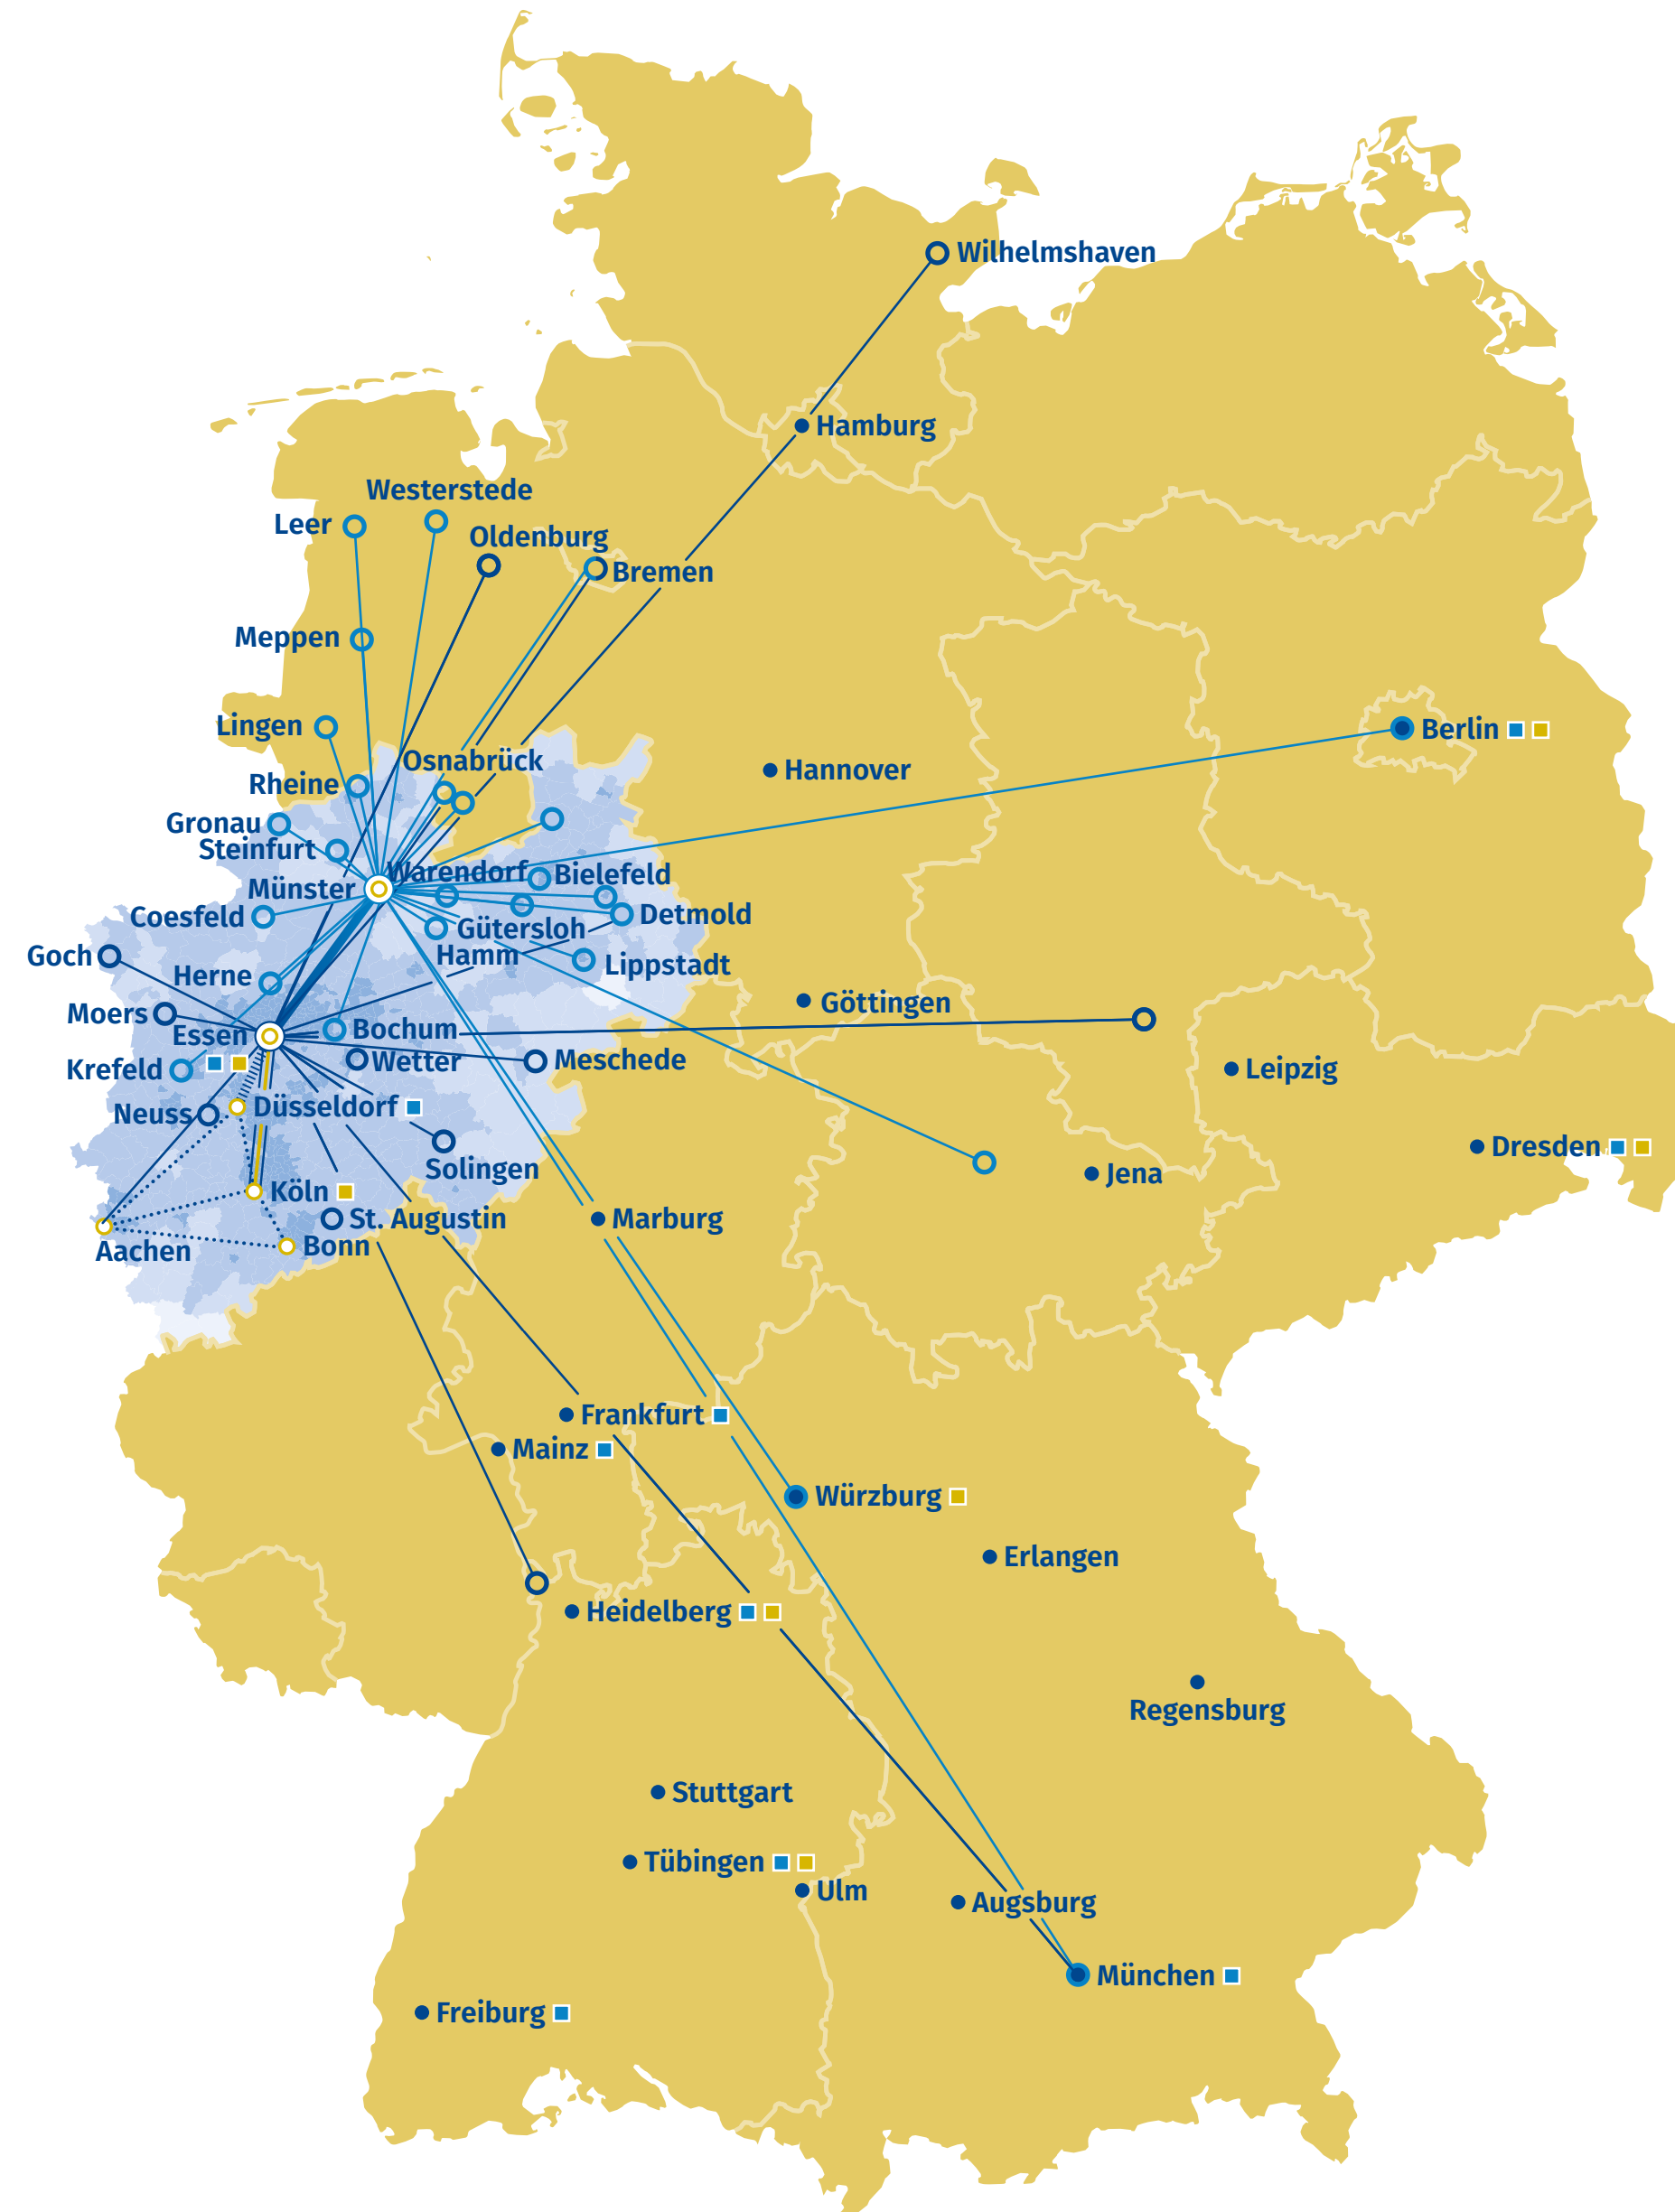 Wilhelmshaven
Hamburg
Westerstede
Leer
Oldenburg
Bremen
Meppen
Lingen
Berlin
Osnabrück
Hannover
Rheine
Gronau
Steinfurt
Warendorf
Bielefeld
Münster
Coesfeld
Detmold
Gütersloh
Goch
Hamm
Lippstadt
Herne
Göttingen
Moers
Essen
Bochum
Krefeld
Wetter
Meschede
Leipzig
Neuss
Düsseldorf
Dresden
Solingen
Jena
Köln
St. Augustin
Marburg
Aachen
Bonn
Frankfurt
Mainz
Würzburg
Erlangen
Heidelberg
Regensburg
Stuttgart
Tübingen
Ulm
Augsburg
München
Freiburg